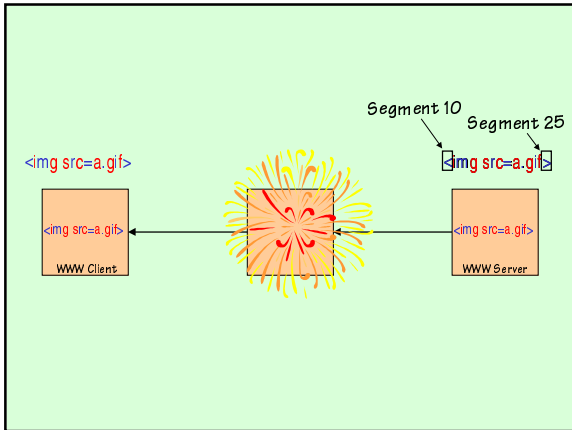 Segment 10
Segment 25
<img src=a.gif>
<img src=a.gif>
<img src=a.gif>
<img src=a.gif>
WWW Client
WWW Server